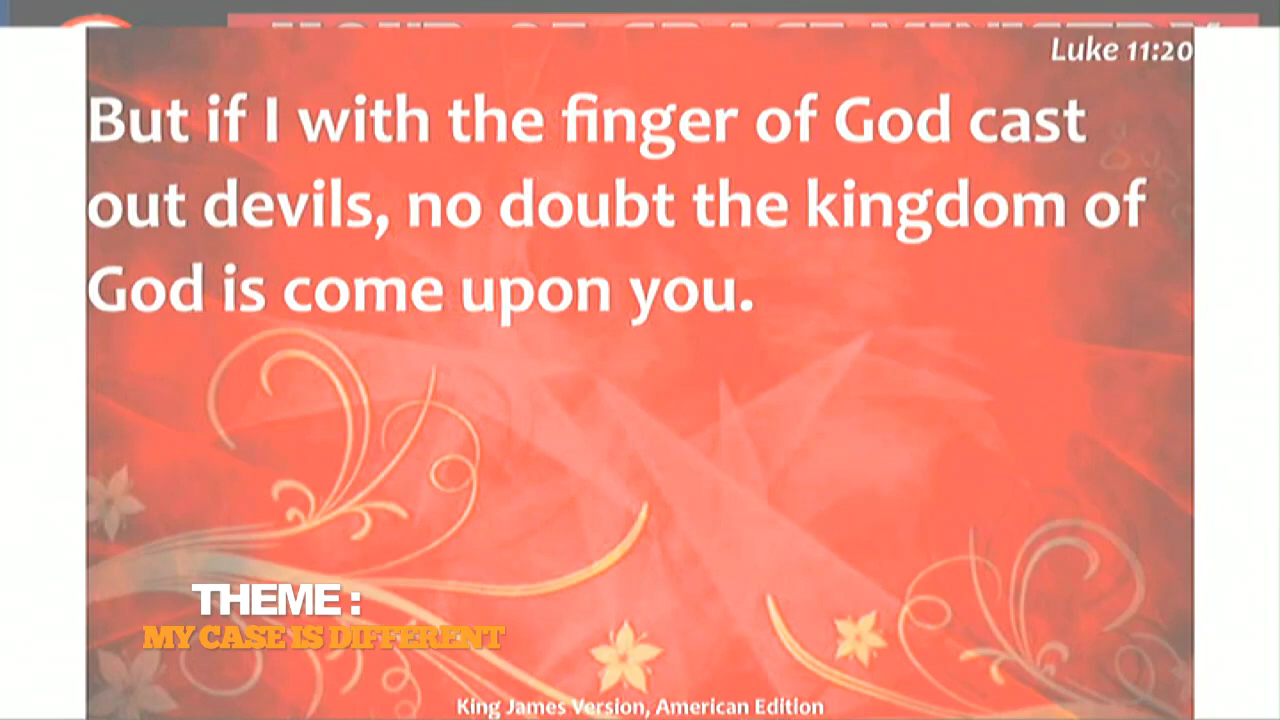 Luke 11:20
But if I with the finger of God cast
out devils, no doubt the kingdom of
God is come upon you.
THEME :
MY CASE IS DIFFERENT
King James Version, American Edition